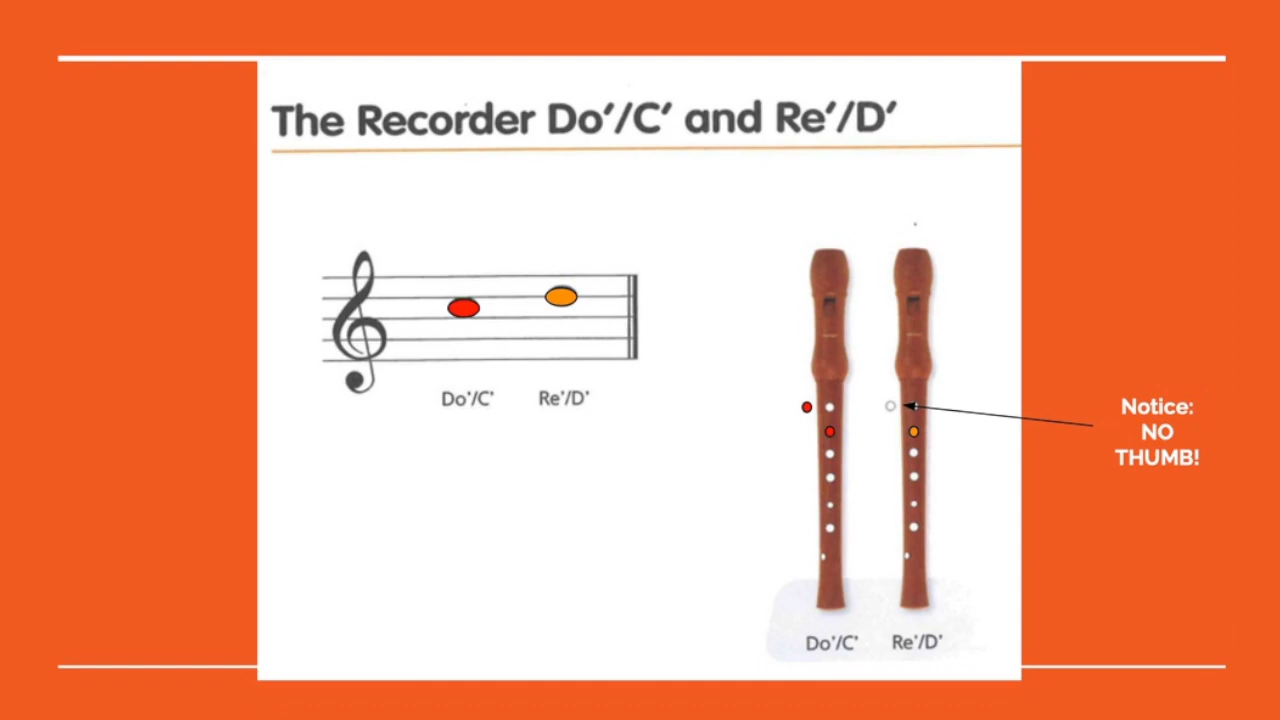 The Recorder Do'/C' and Re'/D'
Do'/C' Re'/D'
Notice:
NO
THUMB!
Do'/C' Re'/D'